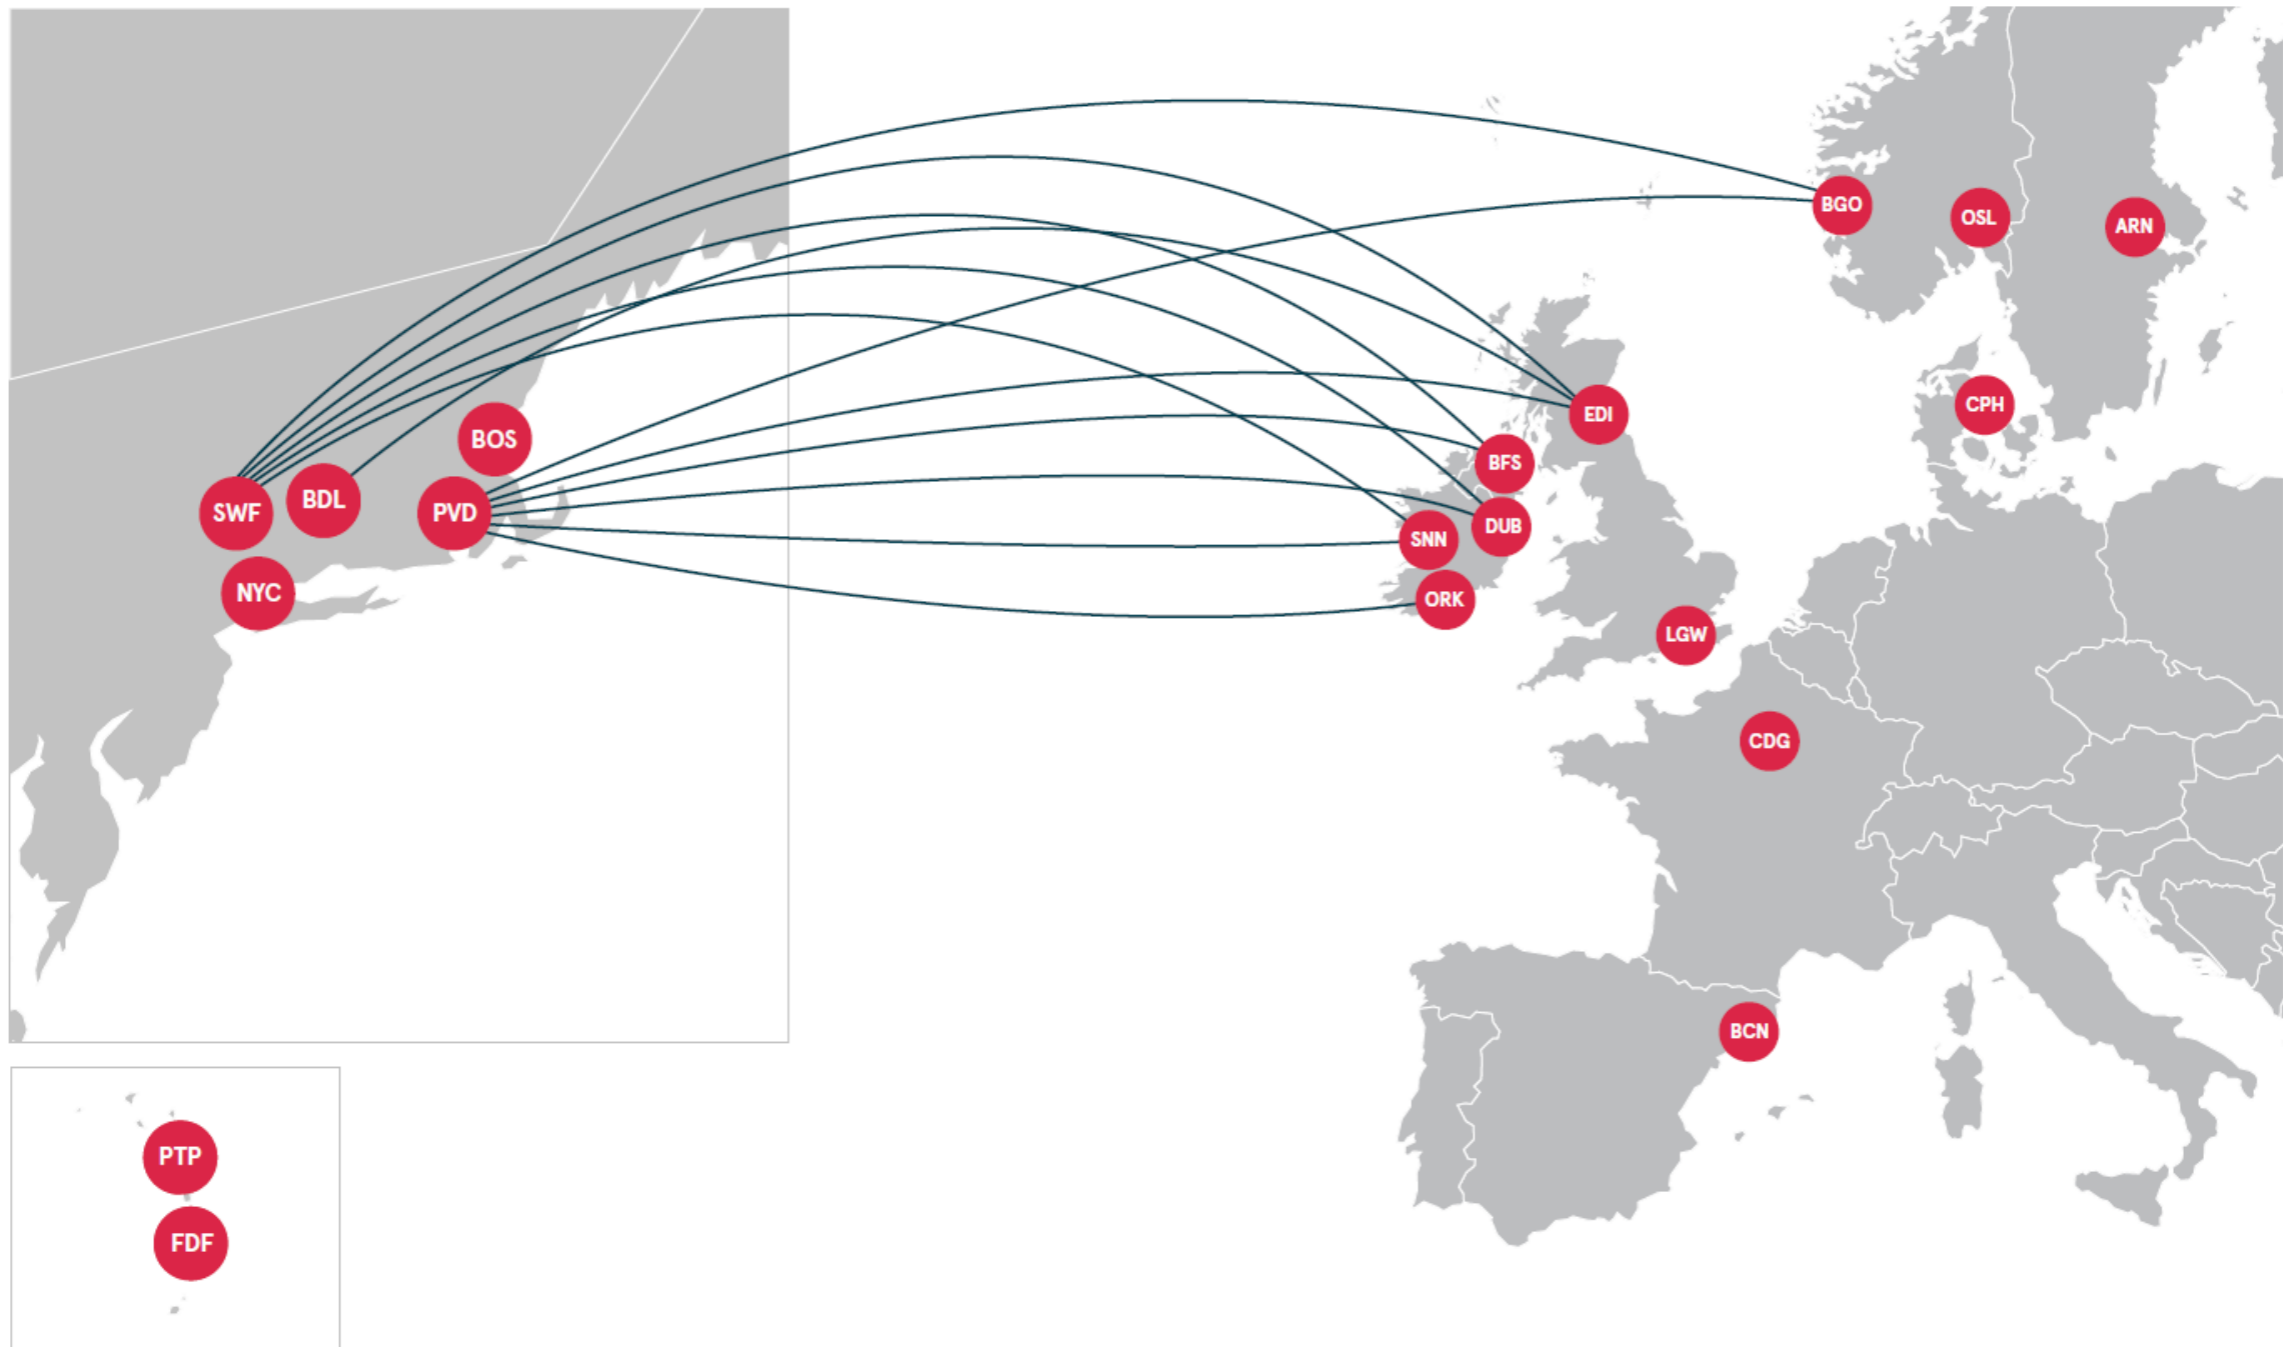 BGO
OSL
ARN
CPH
EDI
BOS
BFS
BDL
SWF
PVD
DUB
SNN
NYC
ORK
LGW
CDG
BCN
PTP
FDF